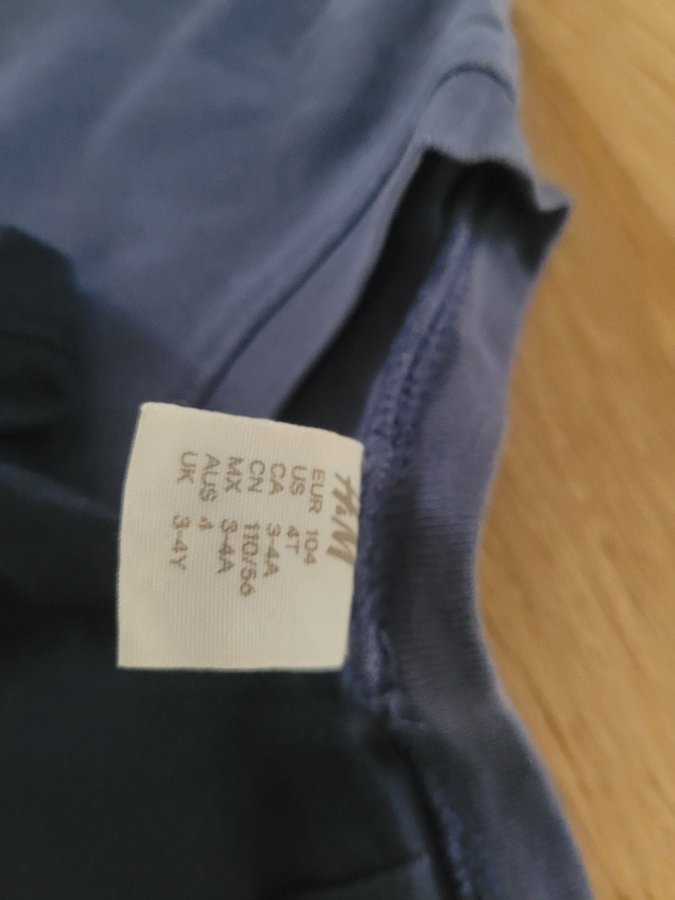 H&M
EUR 104
US 4T
CA 3-4A
CN 110/56
MX 3-4A
AUS 4
UK 3-4Y